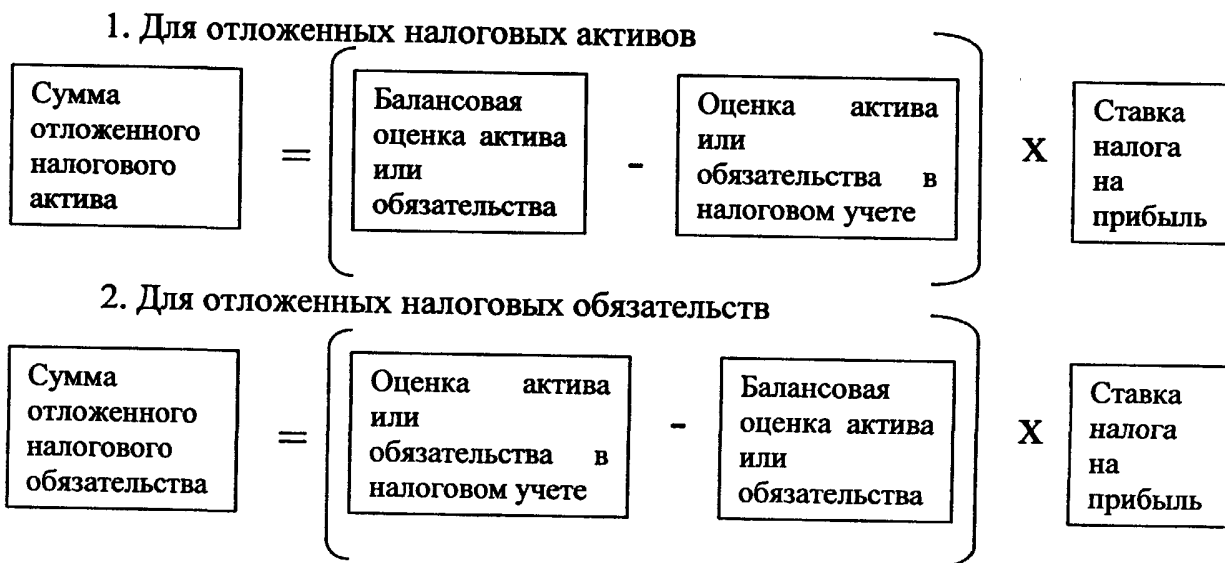 1. Для отложенных налоговых активов
Сумма
отложенного
налогового
актива
=
Балансовая
оценка актива
или
обязательства
-
Оценка актива
или
обязательства в
налоговом учете
X
Ставка
налога
на
прибыль
2. Для отложенных налоговых обязательств
Сумма
отложенного
налогового
обязательства
=
Оценка актива
или
обязательства в
налоговом учете
-
Балансовая
оценка актива
или
обязательства
X
Ставка
налога
на
прибыль